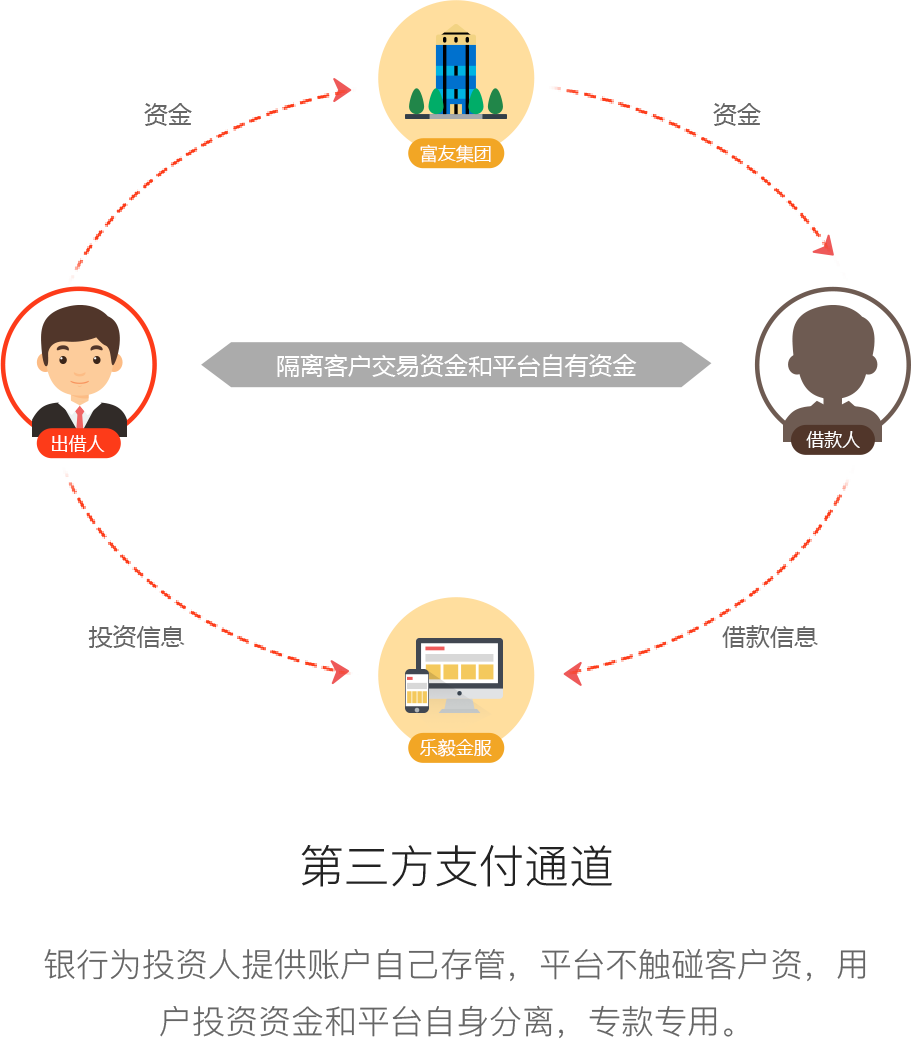 资金
资金
富友集团
隔离客户交易资金和平台自有资金
出借人
借款人
投资信息
借款信息
乐毅金服
第三方支付通道
银行为投资人提供账户自己存管，平台不触碰客户资，用
户投资资金和平台自身分离，专款专用。